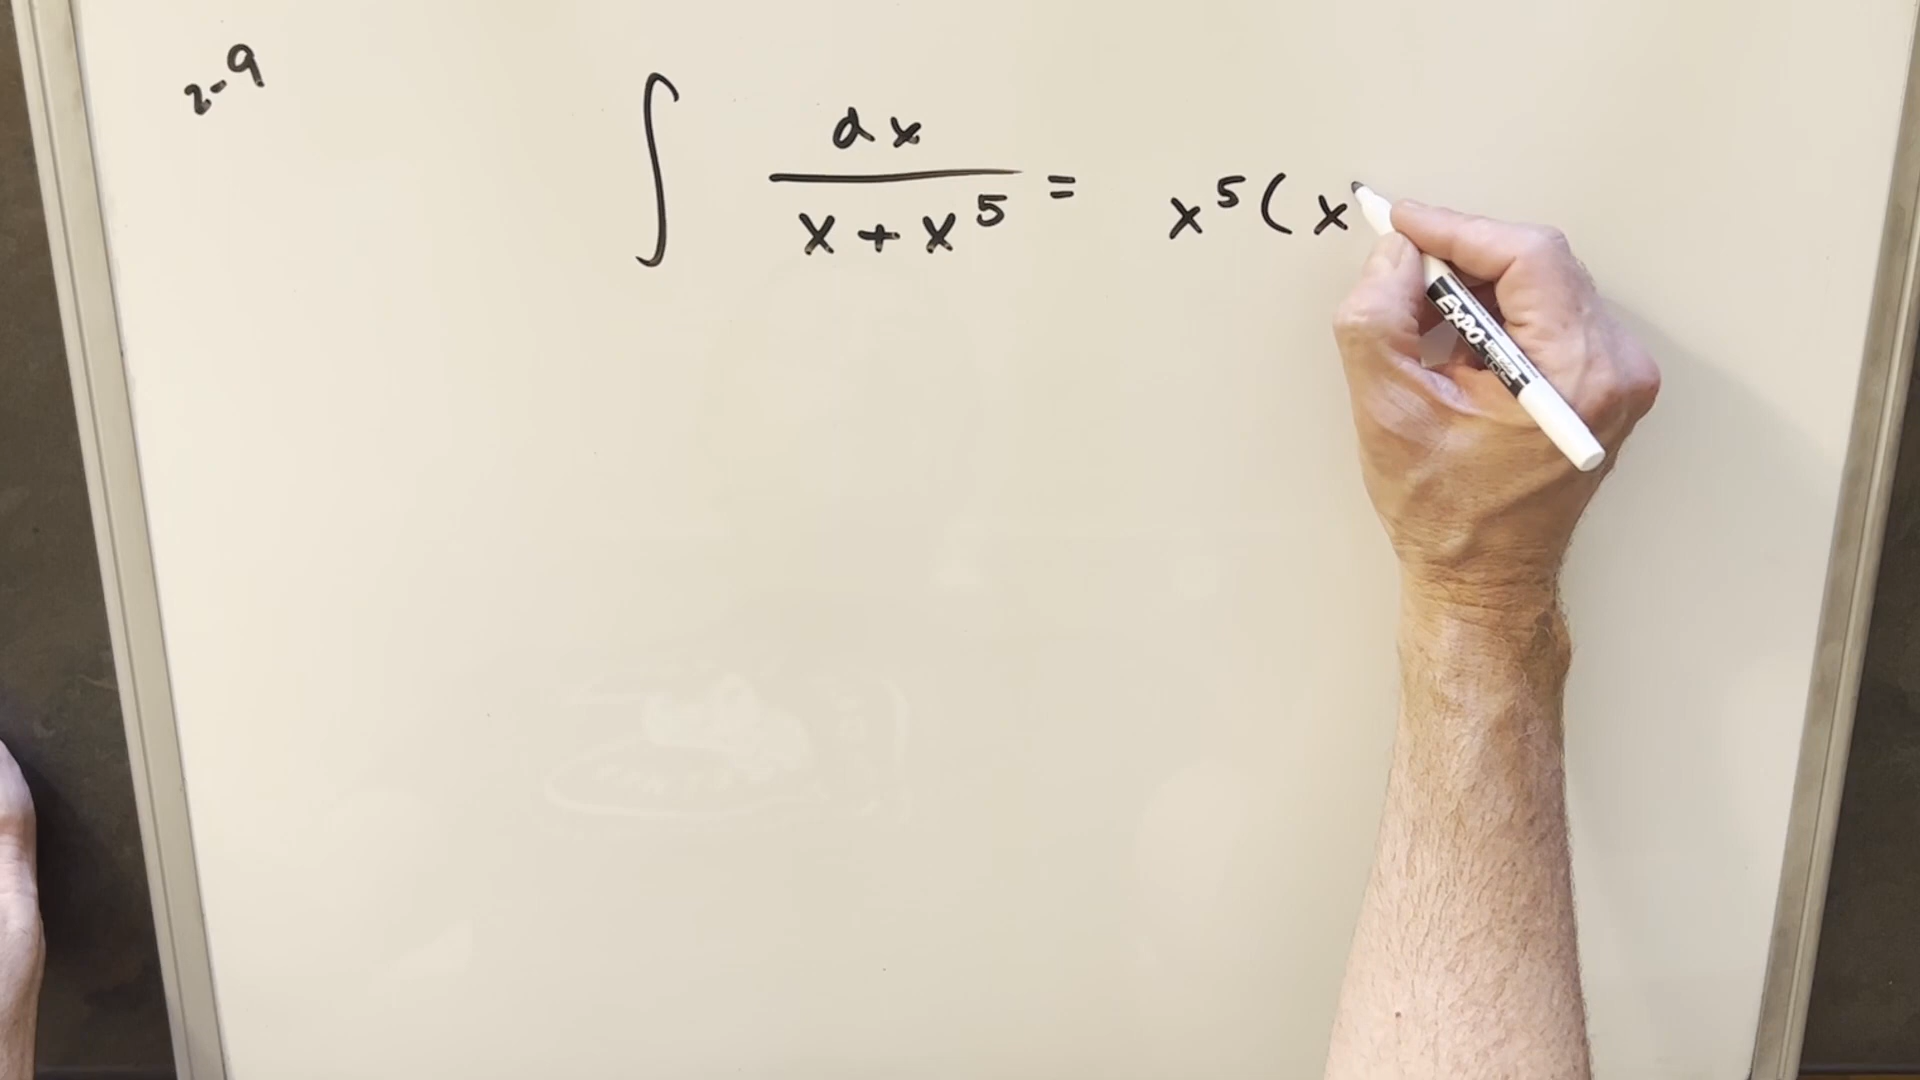 2-9
∫ dx / (x + x⁵) = x⁵( x
EXPO